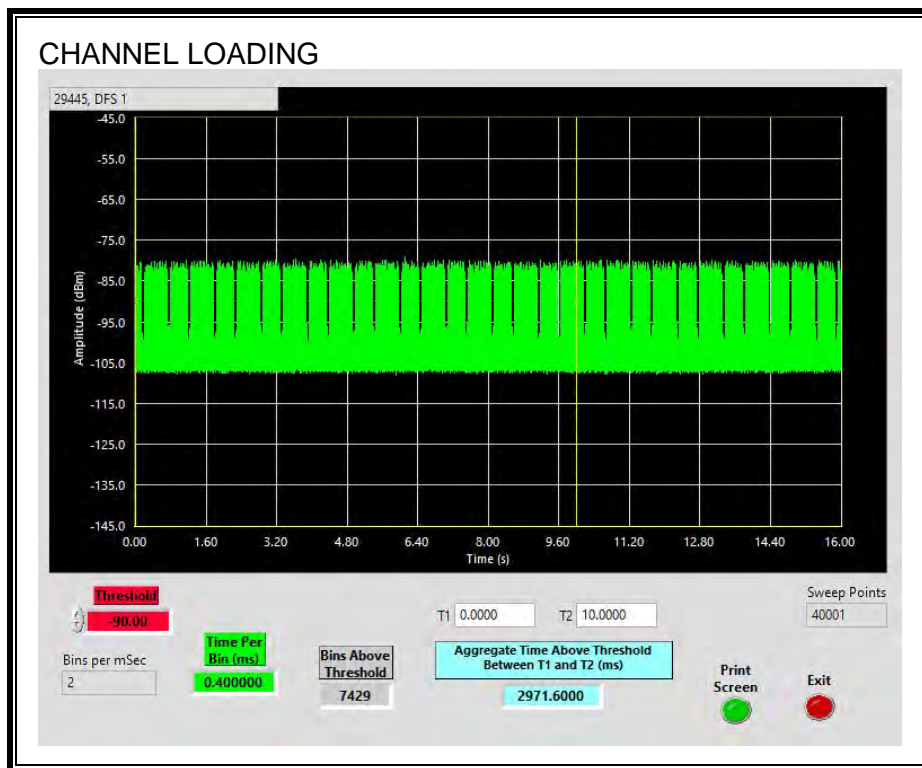 CHANNEL LOADING
29445, DFS 1
-45.0
-55.0
-65.0
-75.0
-85.0
-95.0
-105.0
-115.0
-125.0
-135.0
-145.0
Amplitude (dBm)
0.00 1.60 3.20 4.80 6.40 8.00 9.60 11.20 12.80 14.40 16.00
Time (s)
Threshold
-90.00
T1 0.0000 T2 10.0000
Sweep Points
40001
Bins per mSec
2
Time Per
Bin (ms)
0.400000
Bins Above
Threshold
7429
Aggregate Time Above Threshold
Between T1 and T2 (ms)
2971.6000
Print
Screen
Exit